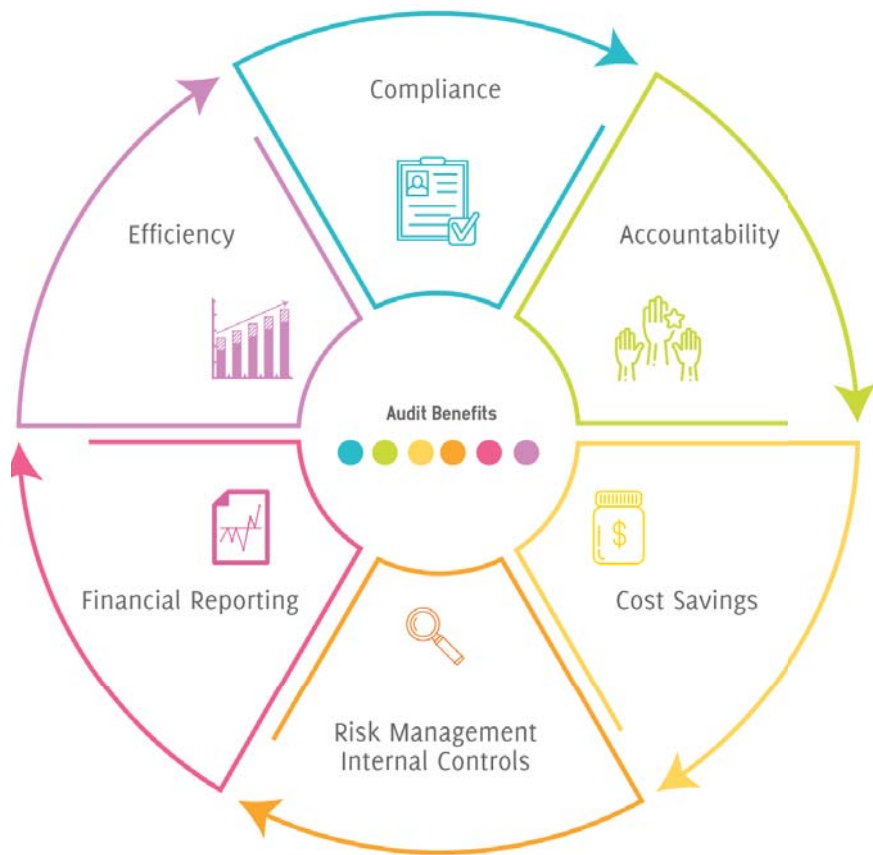 Compliance
Efficiency
Accountability
Audit Benefits
$
Financial Reporting
Cost Savings
Risk Management
Internal Controls